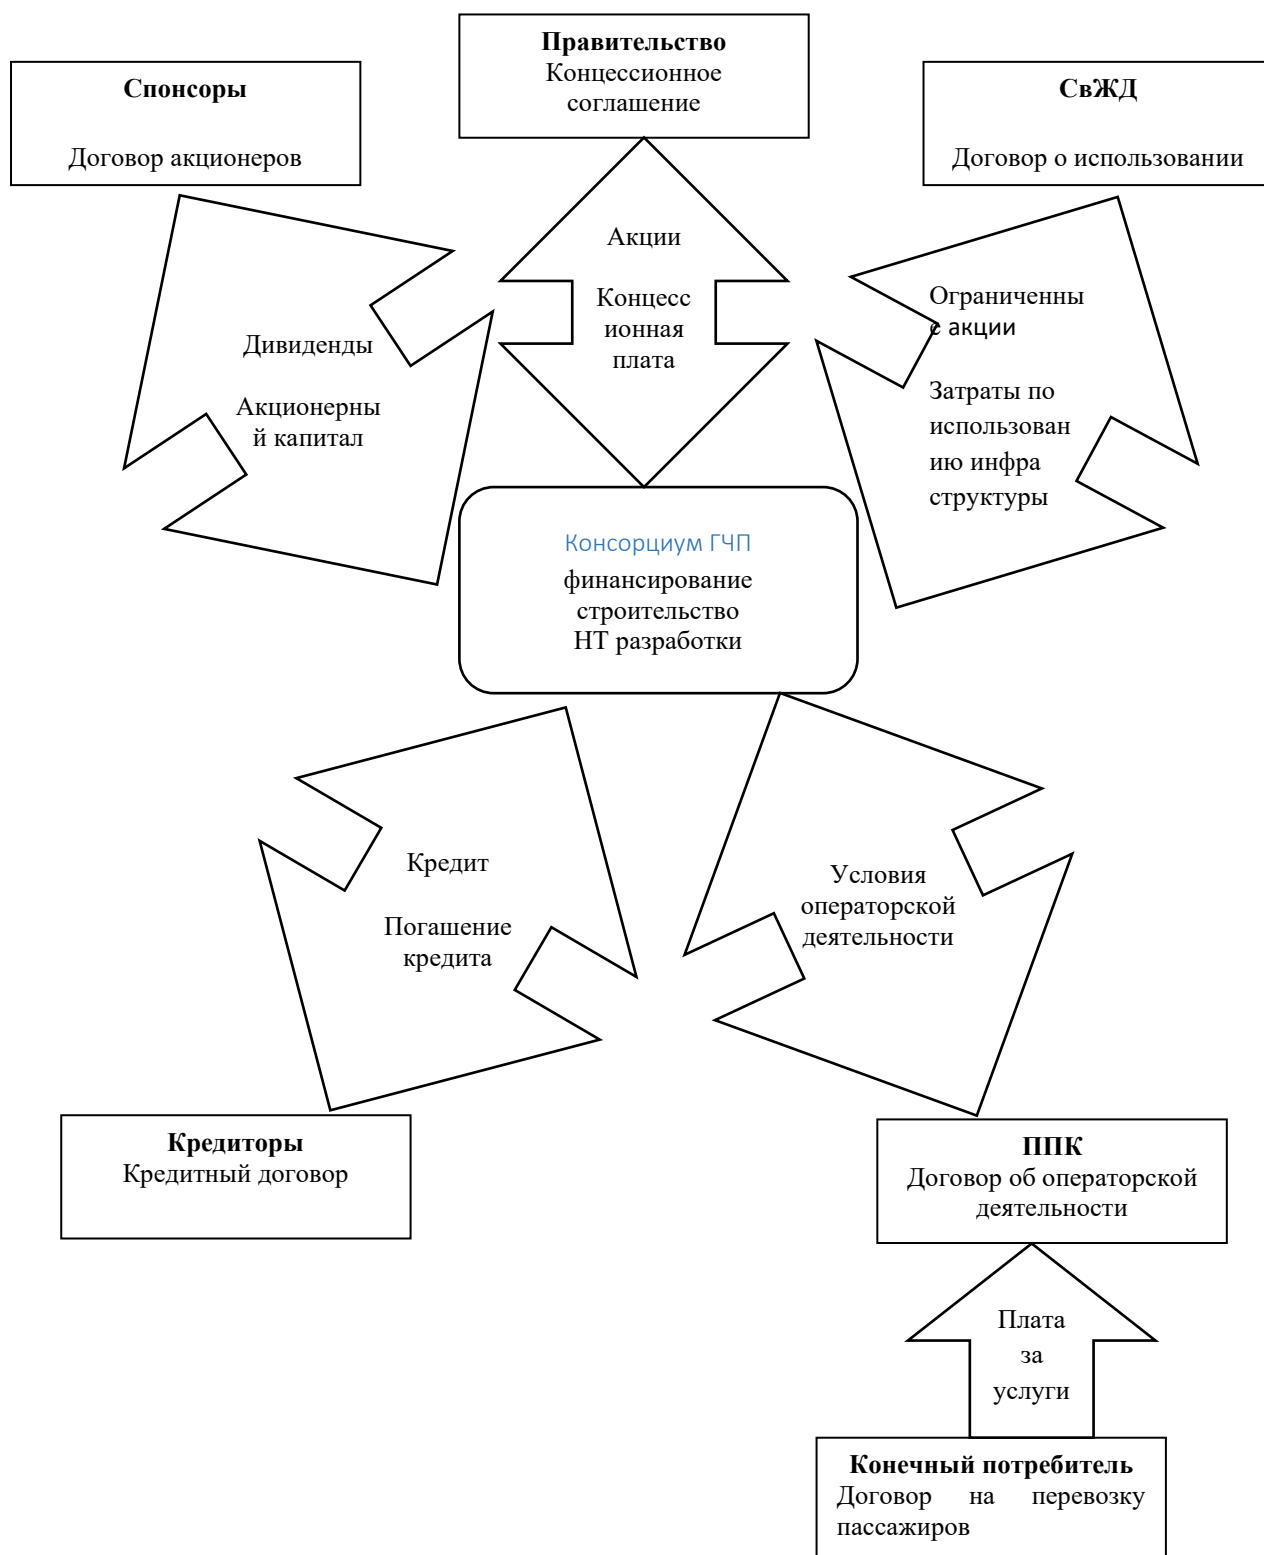 Правительство
Концессионное
соглашение
Спонсоры
Договор акционеров
СвЖД
Договор о использовании
Акции
Концесс
ионная
плата
Дивиденды
Акционерны
й капитал
Ограниченны
е акции
Затраты по
использован
ию инфра
структуры
Консорциум ГЧП
финансирование
строительство
НТ разработки
Кредит
Погашение
кредита
Условия
операторской
деятельности
Кредиторы
Кредитный договор
ППК
Договор об операторской
деятельности
Плата
за
услуги
Конечный потребитель
Договор на перевозку
пассажиров